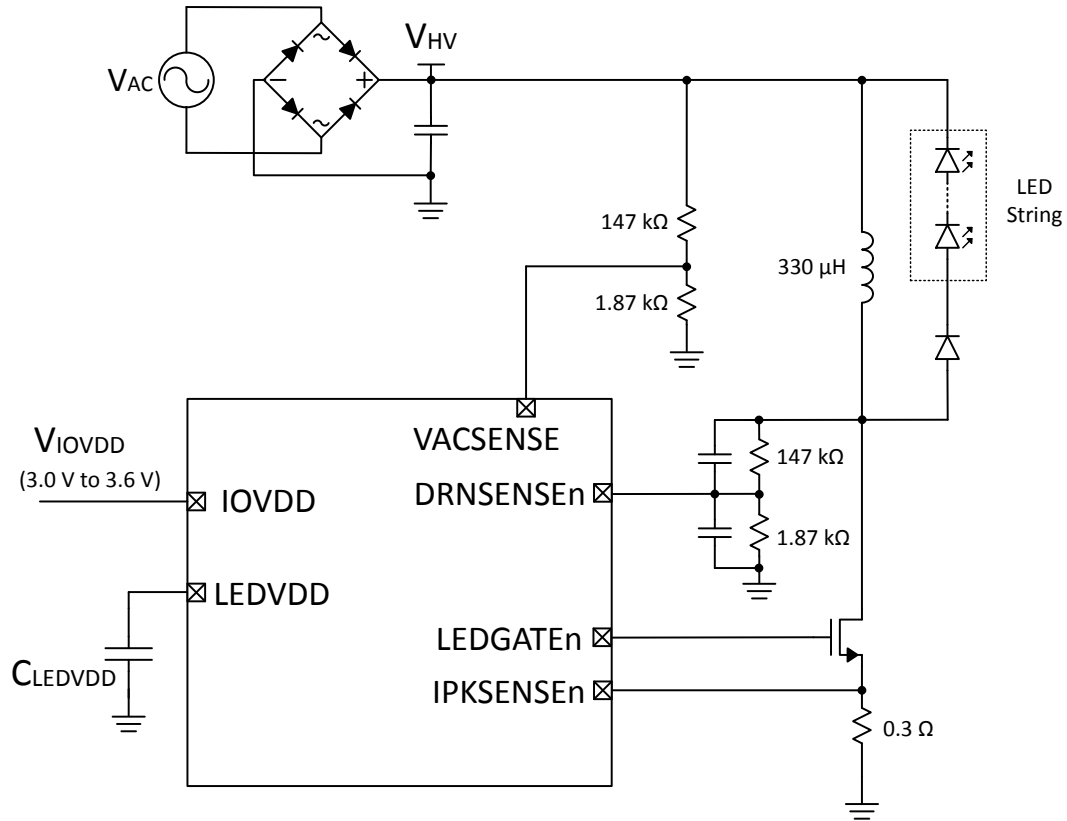 VHV
VAC
~
−
+
~
LED
String
147 kΩ
330 µH
1.87 kΩ
VIOVDD
(3.0 V to 3.6 V)
VACSENSE
147 kΩ
IOVDD
DRNSENSEn
1.87 kΩ
LEDVDD
LEDGATEn
CLEDVDD
IPKSENSEn
0.3 Ω